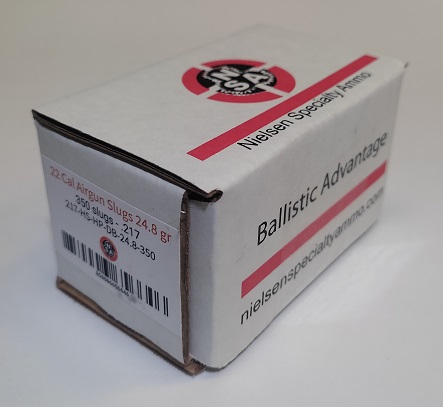 NSA
Nielsen Specialty Ammo
Ballistic Advantage
nielsenspecialtyammo.com
22 Cal Airgun Slugs 24.8 gr
350 slugs - .217
217-HS-HP-DB-24.8-350